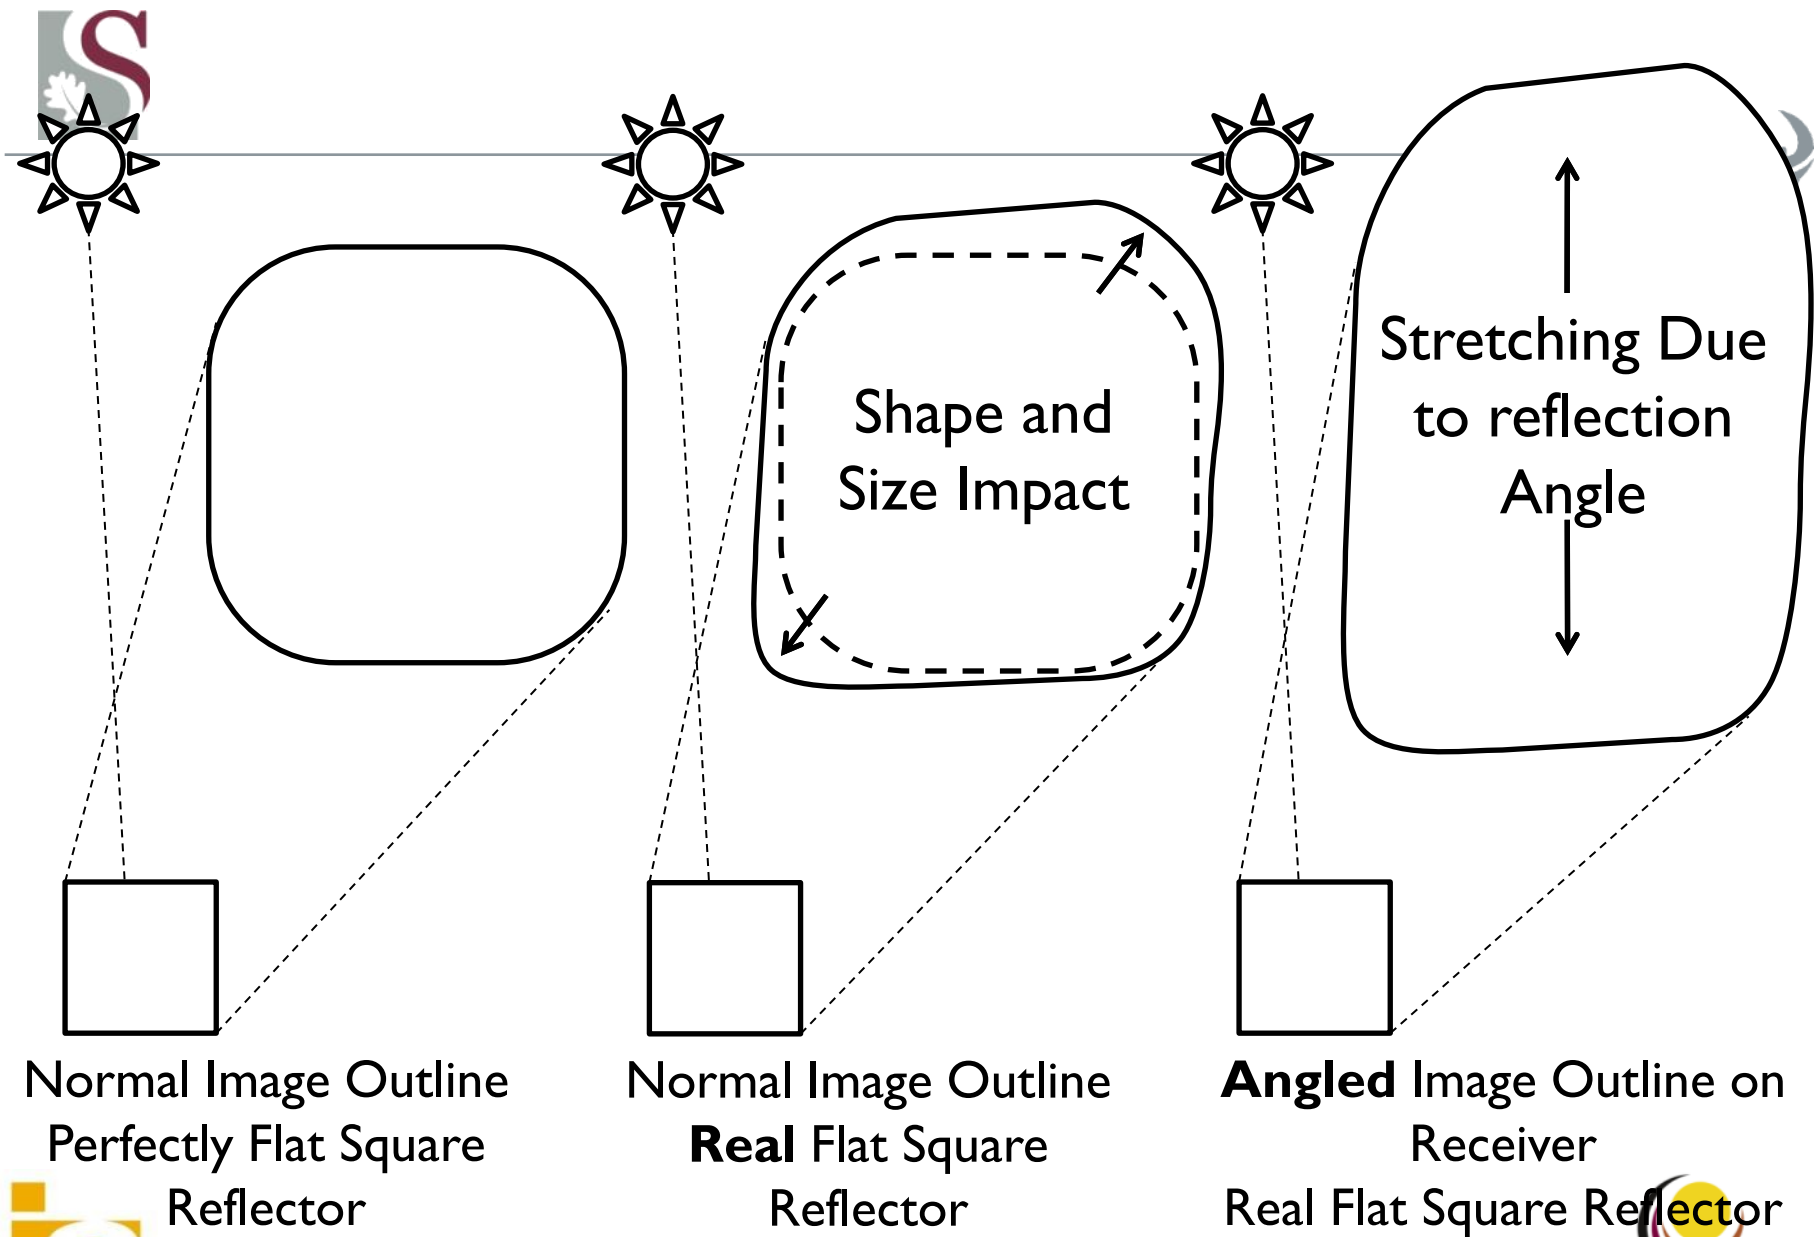 S
Shape and
Size Impact
Stretching Due
to reflection
Angle
Normal Image Outline
Perfectly Flat Square
Reflector
Normal Image Outline
Real Flat Square
Reflector
Angled Image Outline on
Receiver
Real Flat Square Reflector